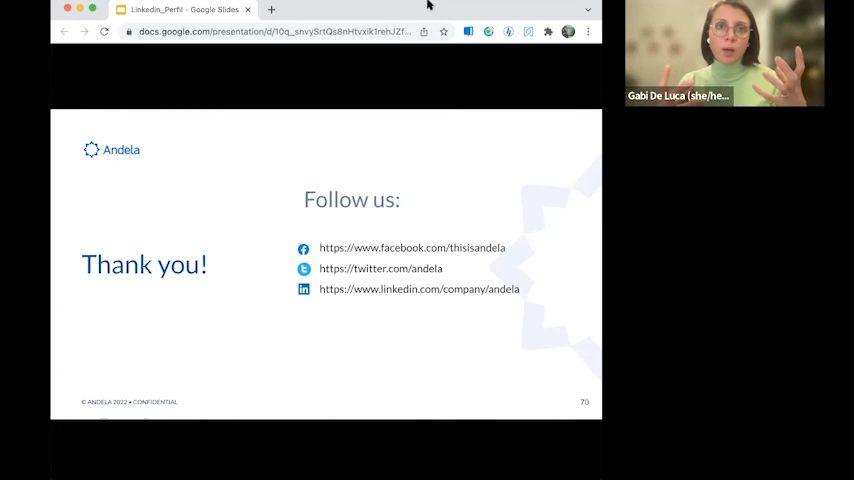 Linkedin_Perfil - Google Slides
docs.google.com/presentation/d/10q_snvySrtQs8nHtvxik1rehJZf...
Gabi De Luca (she/he...
Andela
Follow us:
Thank you!
https://www.facebook.com/thisisandela
https://twitter.com/andela
https://www.linkedin.com/company/andela
© ANDELA 2022 • CONFIDENTIAL
70